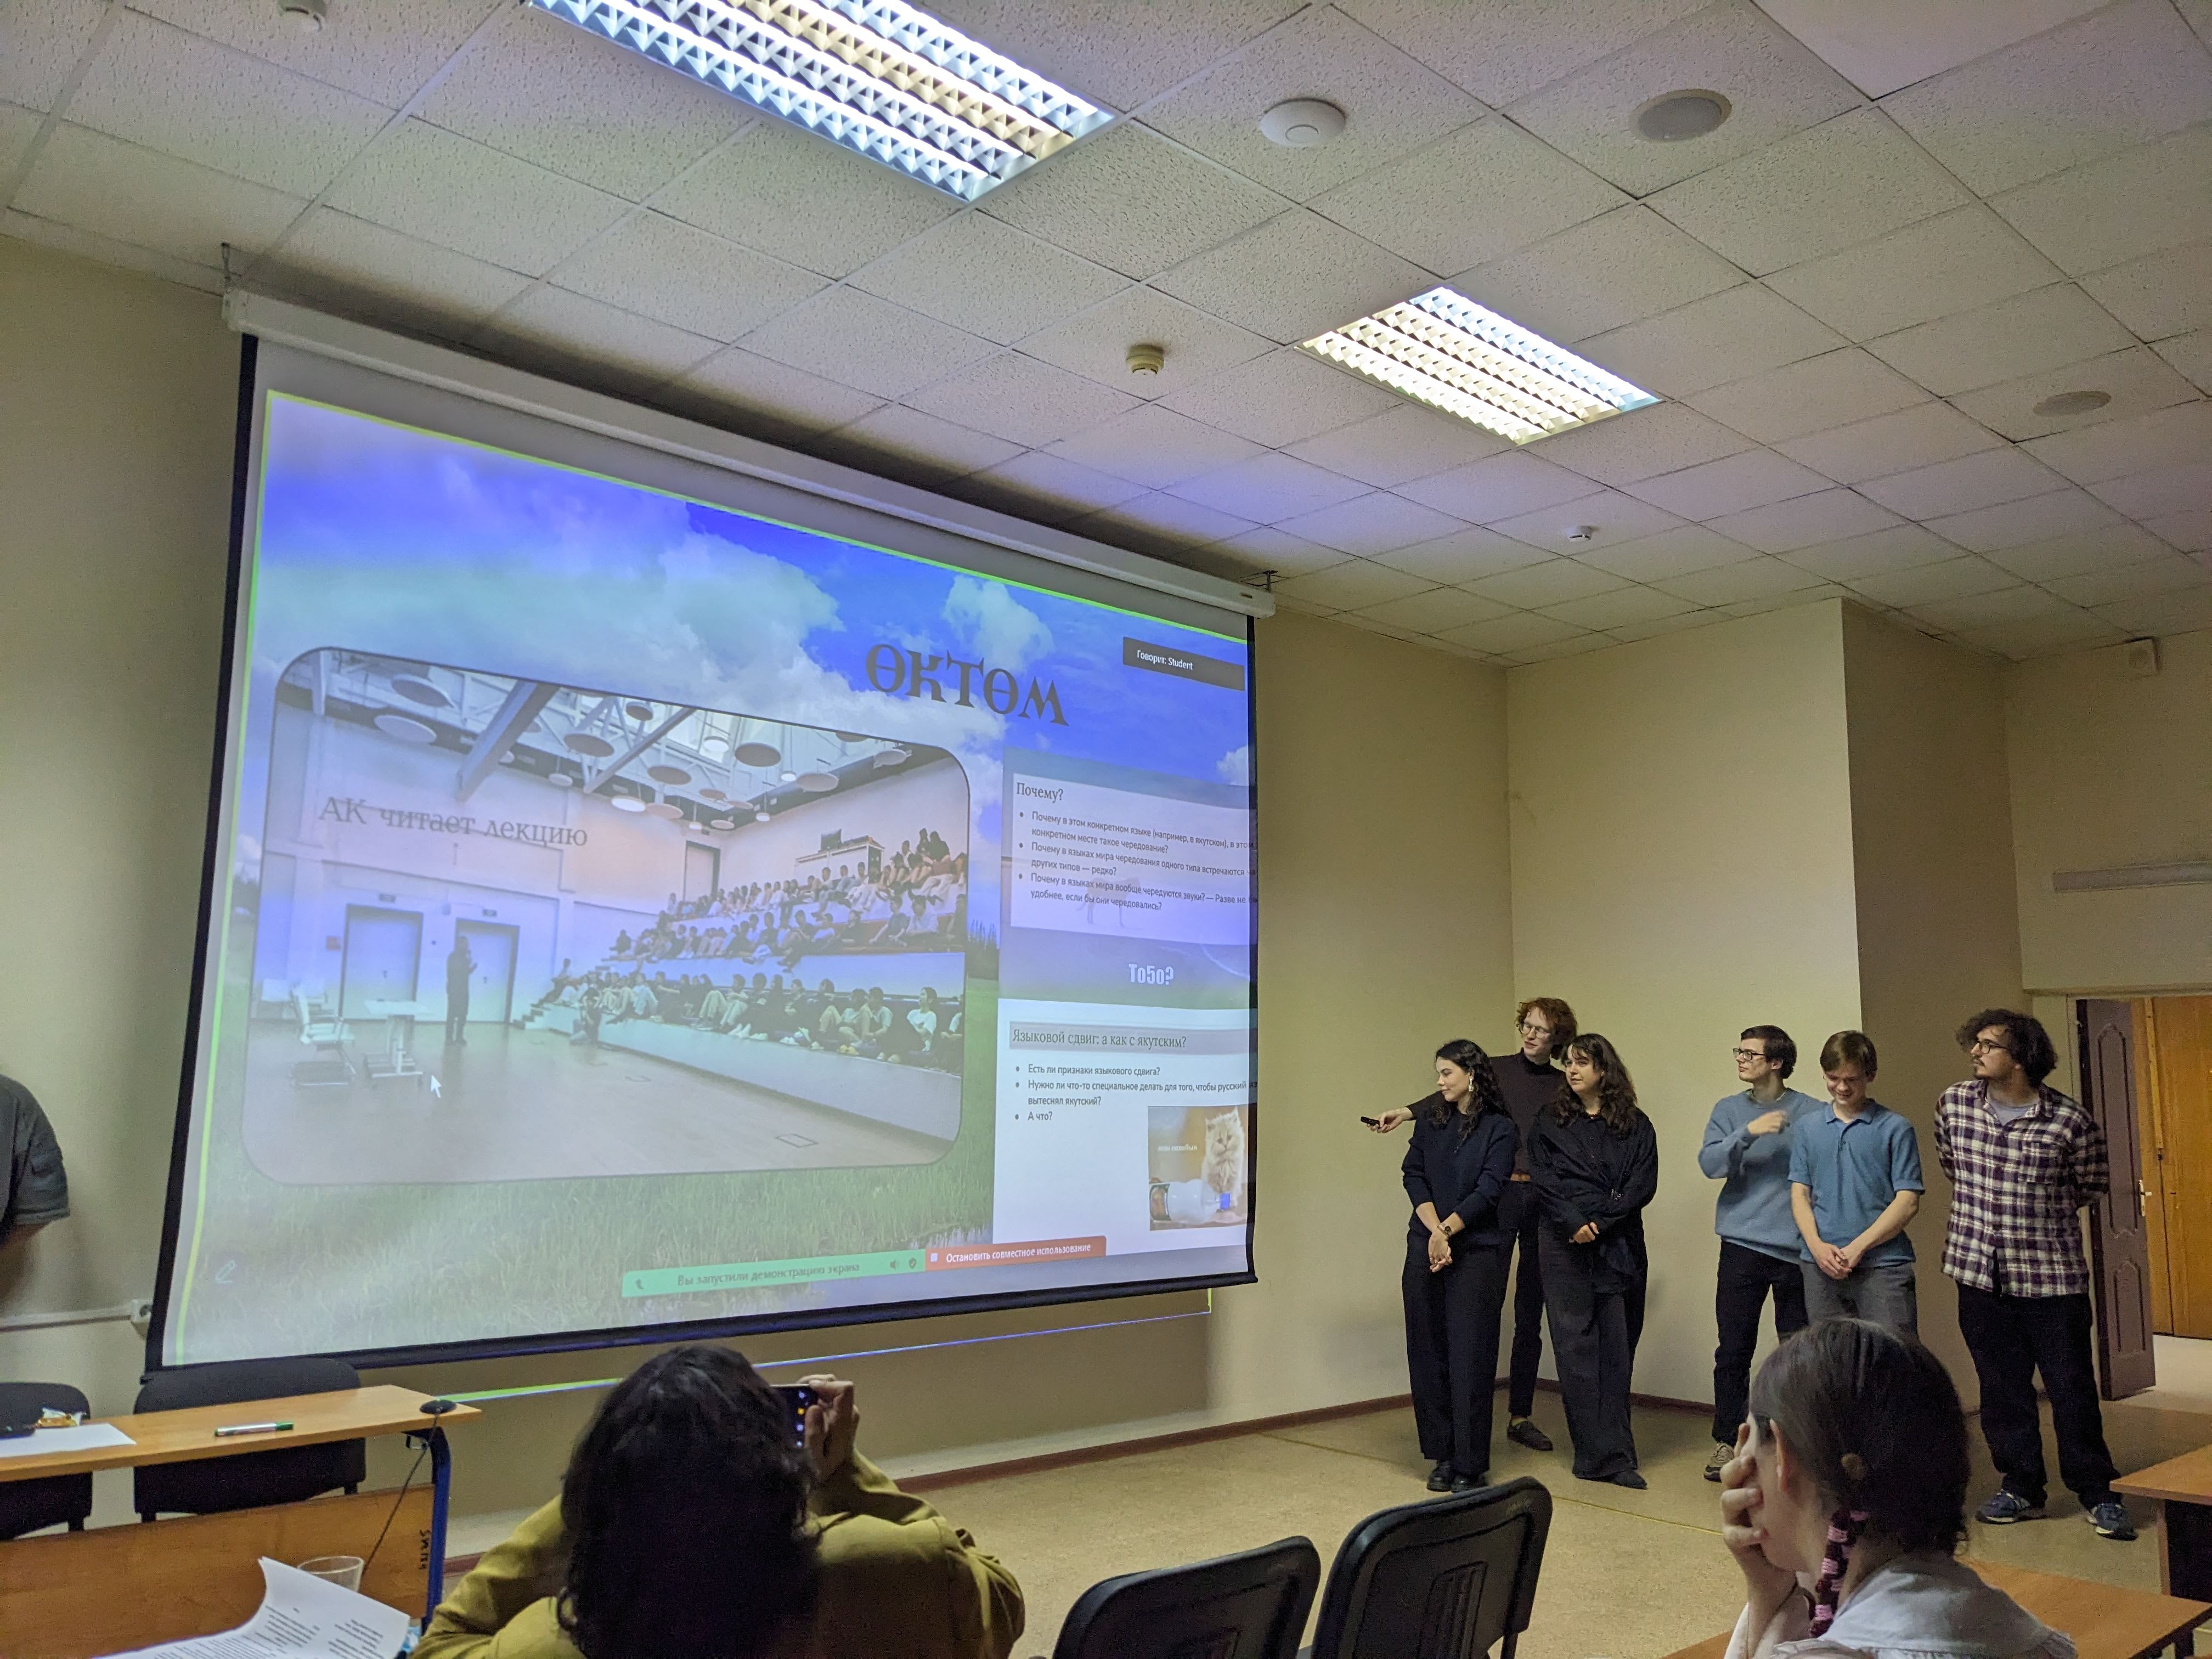 Говорит: Student
ӨКТӨМ
АК читает лекцию
Почему?
Почему в этом конкретном языке (например, в якутском), в этом
конкретном месте такое чередование?
Почему в языках мира чередования одного типа встречаются
других типов — редко?
Почему в языках мира вообще чередуются звуки? — Разве не
удобнее, если бы они чередовались?
То5о?
Языковой сдвиг: а как с якутским?
Есть ли признаки языкового сдвига?
Нужно ли что-то специальное делать для того, чтобы русский
вытеснял якутский?
А что?
Вы запустили демонстрацию экрана
Остановить совместное использование